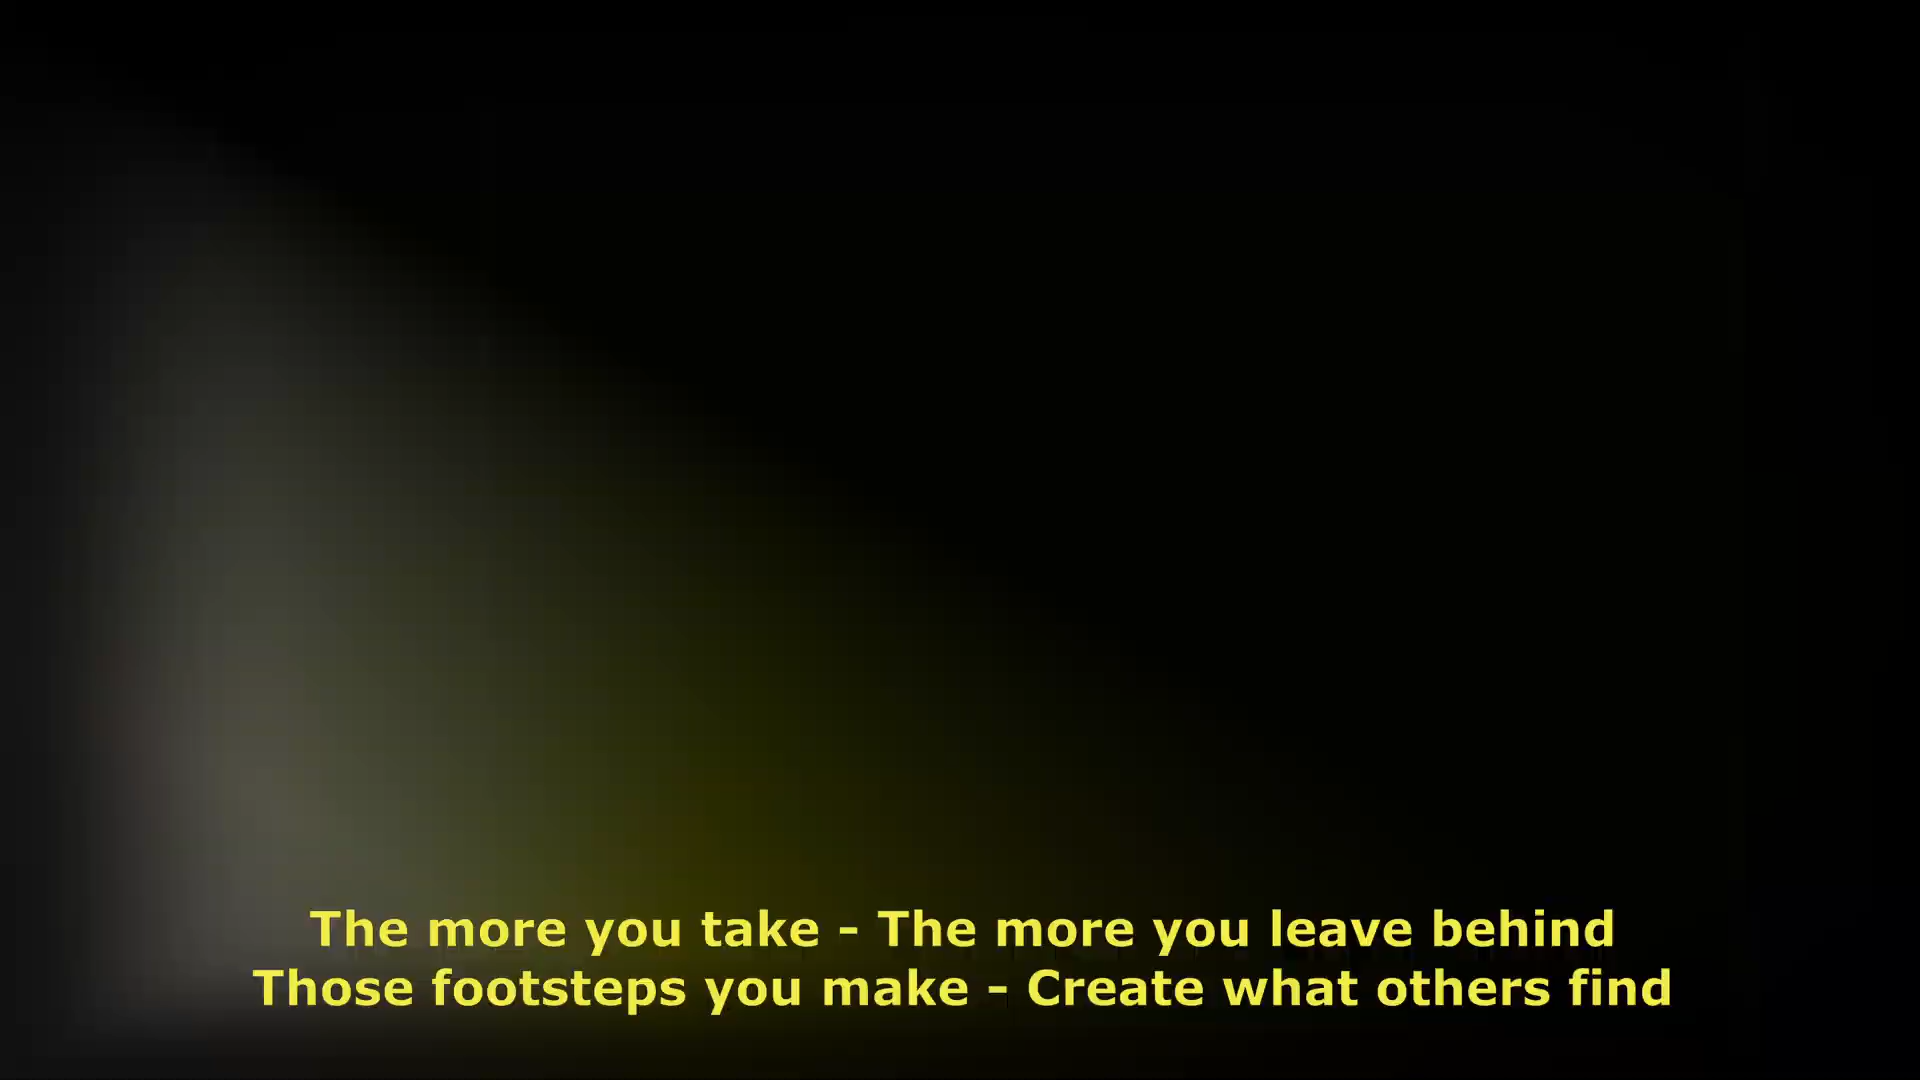 The more you take - The more you leave behind
Those footsteps you make - Create what others find